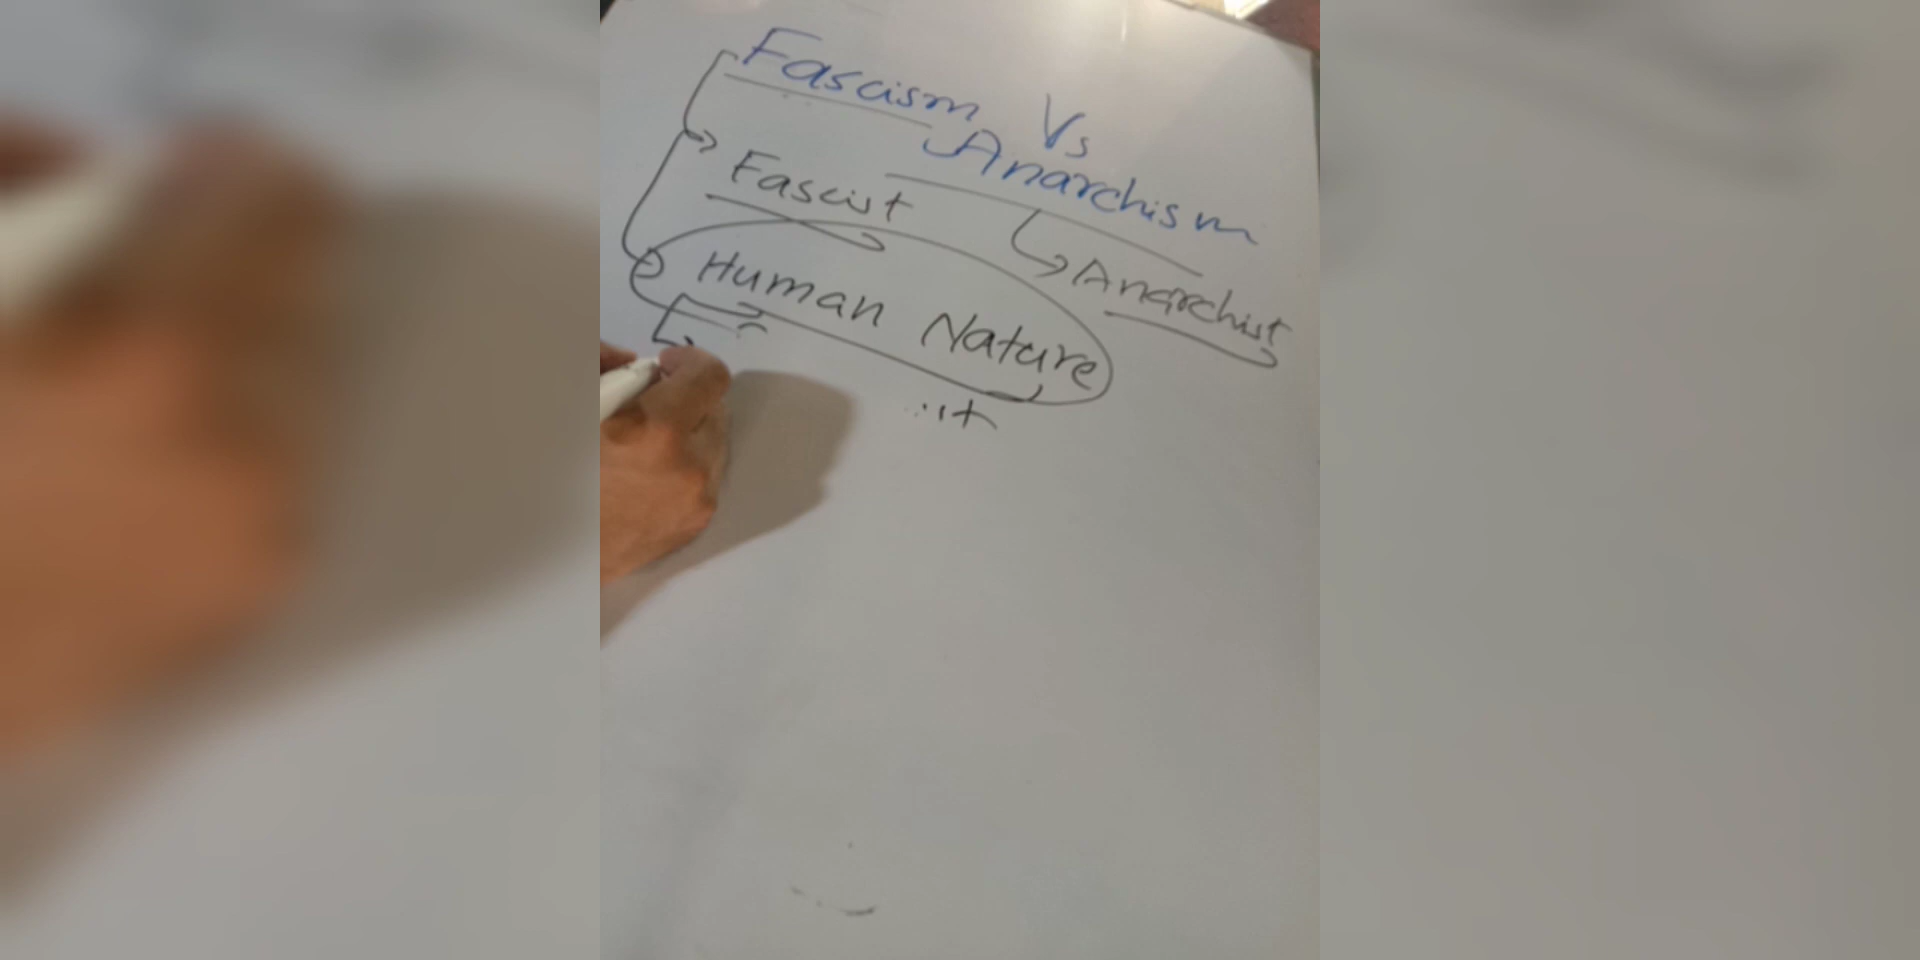 Fascism Vs
Anarchism
Fascist
Anarchist
Human Nature